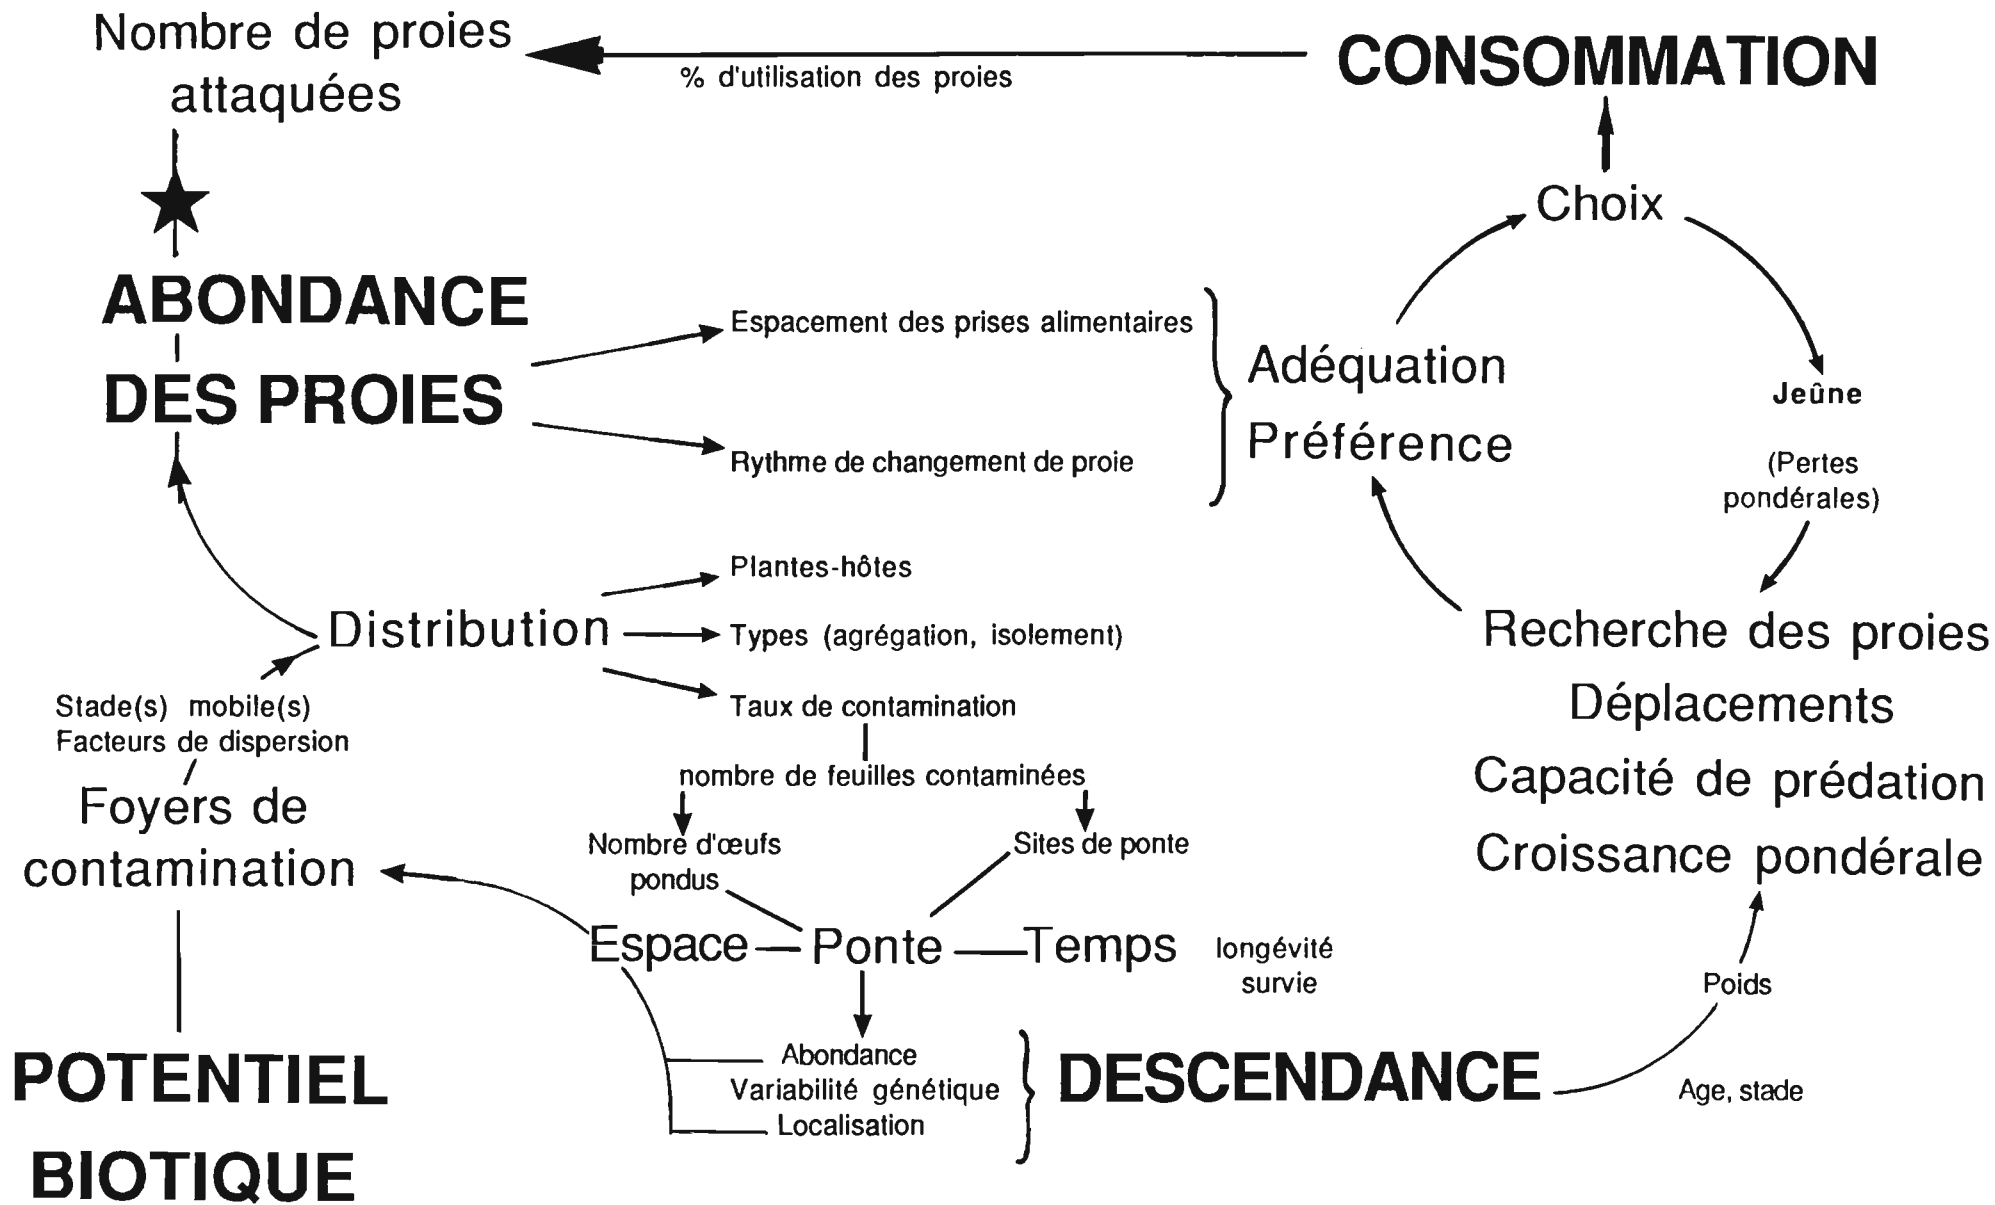 Nombre de proies
attaquées
% d'utilisation des proies
CONSOMMATION
Choix
ABONDANCE
DES PROIES
Espacement des prises alimentaires
Rythme de changement de proie
Adéquation
Préférence
Jeûne
(Pertes
pondérales)
Plantes-hôtes
Distribution
Types (agrégation, isolement)
Taux de contamination
Recherche des proies
Déplacements
Capacité de prédation
Croissance pondérale
Stade(s) mobile(s)
Facteurs de dispersion
Foyers de
contamination
nombre de feuilles contaminées
Nombre d'œufs
pondus
Sites de ponte
Espace
Ponte
Temps
longévité
survie
Poids
Abondance
Variabilité génétique
Localisation
DESCENDANCE
Age, stade
POTENTIEL
BIOTIQUE